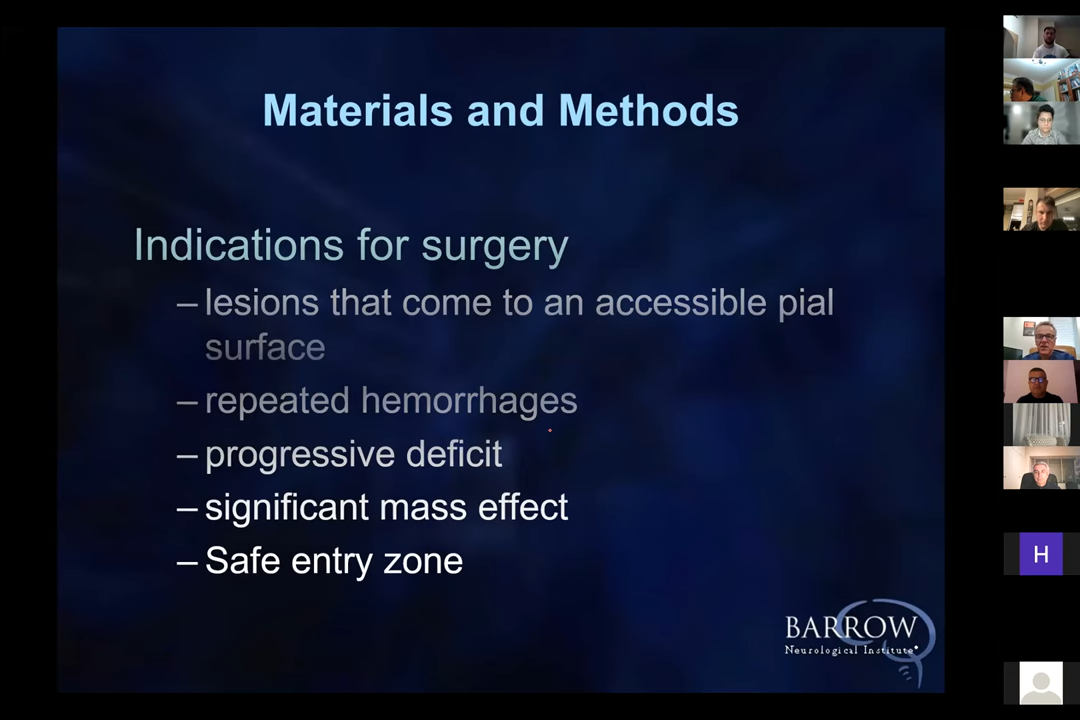 Materials and Methods
Indications for surgery
– lesions that come to an accessible pial
surface
– repeated hemorrhages
– progressive deficit
– significant mass effect
– Safe entry zone
BARROW
Neurological Institute®
H